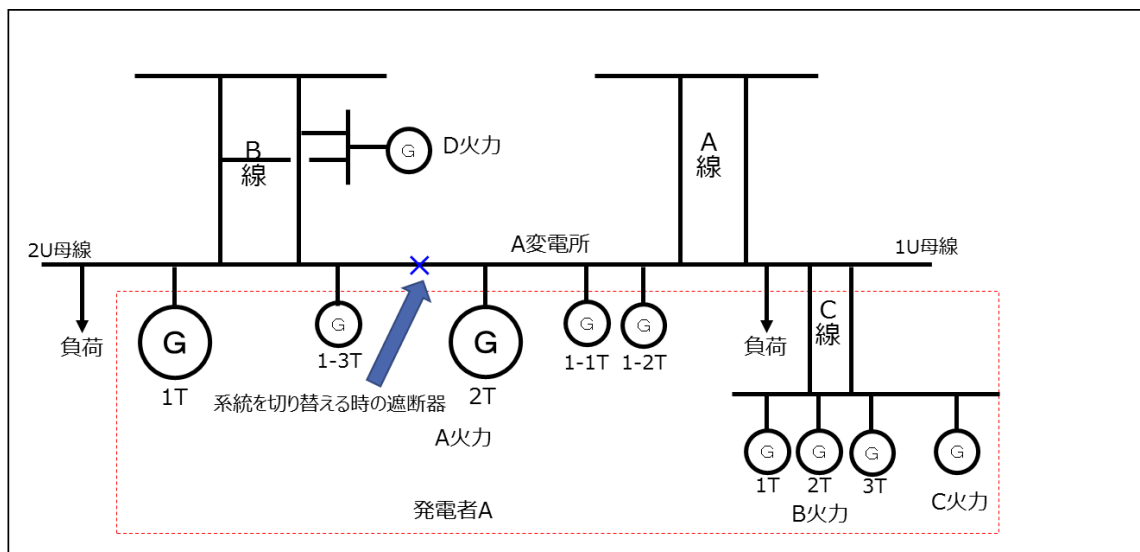 B
線
G
D火力
A
線
2U母線
A変電所
1U母線
負荷
G
1T
G
1-3T
系統を切り替える時の遮断器
G
2T
A火力
G
1-1T
G
1-2T
負荷
C
線
G
1T
G
2T
G
3T
B火力
G
C火力
発電者A